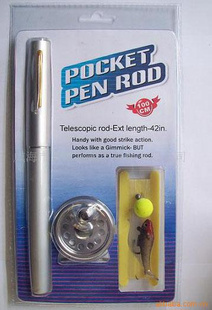 POCKET
PEN ROD
100
CM
Telescopic rod-Ext length-42in.
Handy with good strike action.
Looks like a Gimmick- BUT
performs as a true fishing rod.